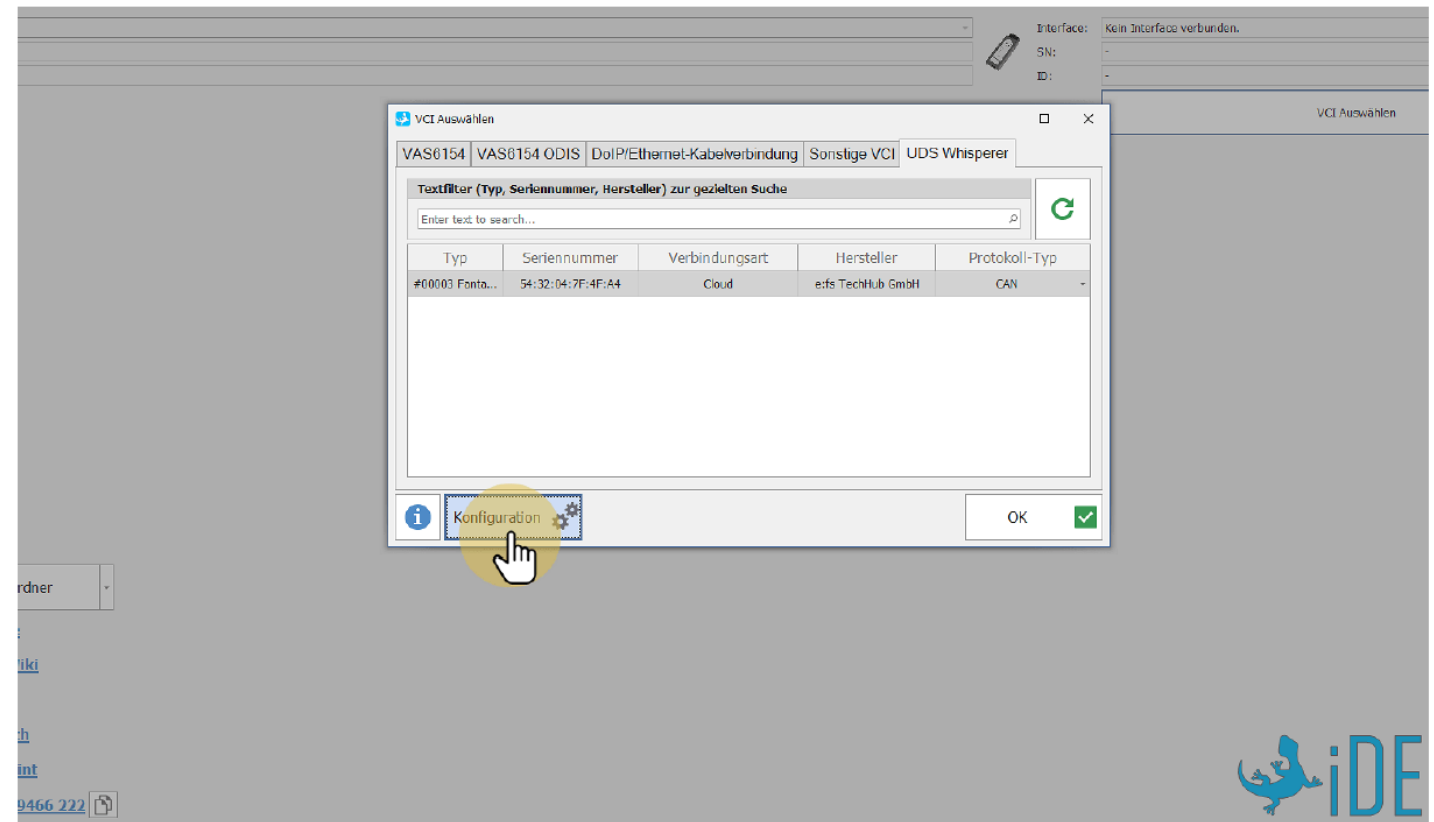 Interface: Kein Interface verbunden.
SN: -
ID: -
VCI Auswählen
VCI Auswählen
VAS6154 VAS6154 ODIS DoIP/Ethernet-Kabelverbindung Sonstige VCI UDS Whisperer
Textfilter (Typ, Seriennummer, Hersteller) zur gezielten Suche
Enter text to search...
Typ Seriennummer Verbindungsart Hersteller Protokoll-Typ
#00003 Fanta... 54:32:04:7F:4F:A4 Cloud e:fs TechHub GmbH CAN
Konfiguration OK
rdner
iki
ch
int
9466 222
iDE